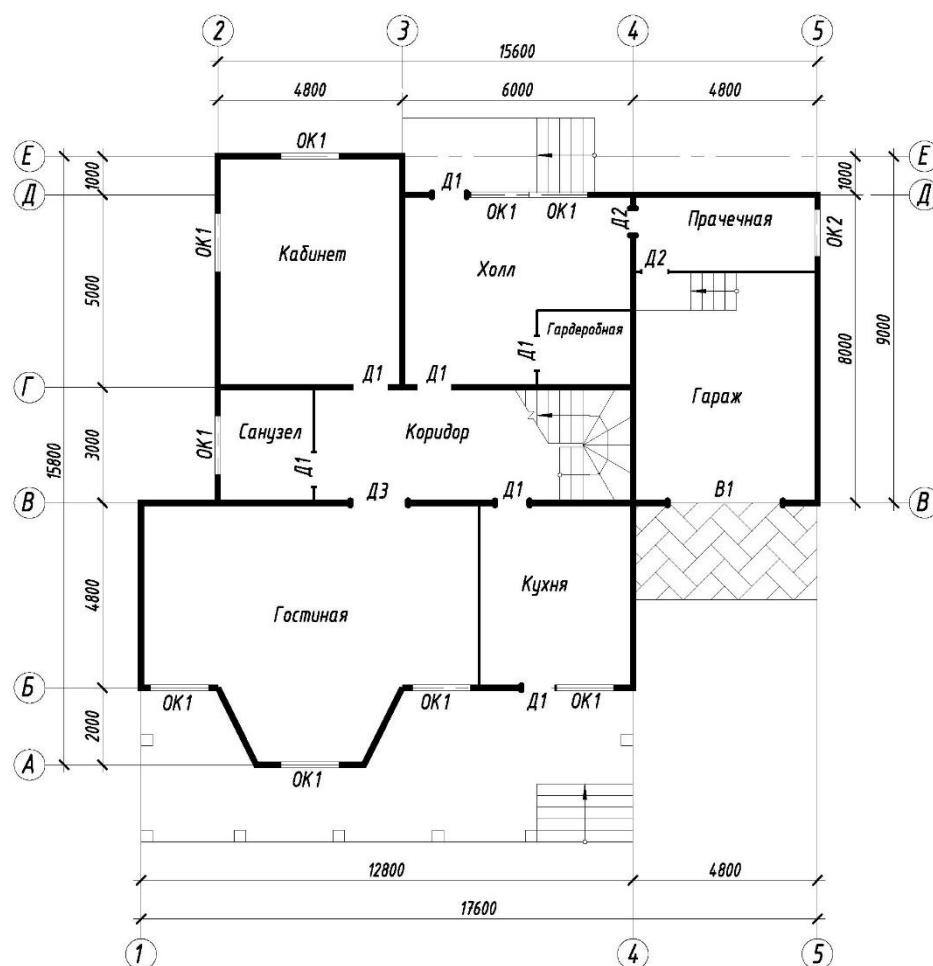 2 3 4 5
15600
4800 6000 4800
ОК1
Е Е
1000 1000
Д Д1 Д
ОК1 ОК1
Д2 Прачечная
ОК1 Кабинет Холл ОК2
Д2
5000 8000 9000
Гардеробная
Д1
Д1 Д1 Гараж
Г
ОК1 Санузел Коридор
3000 15800
Д1
Д3 Д1 В1
В В
4800 Гостиная Кухня
Б
ОК1 ОК1 Д1 ОК1
2000
А
ОК1
12800 4800
17600
1 4 5